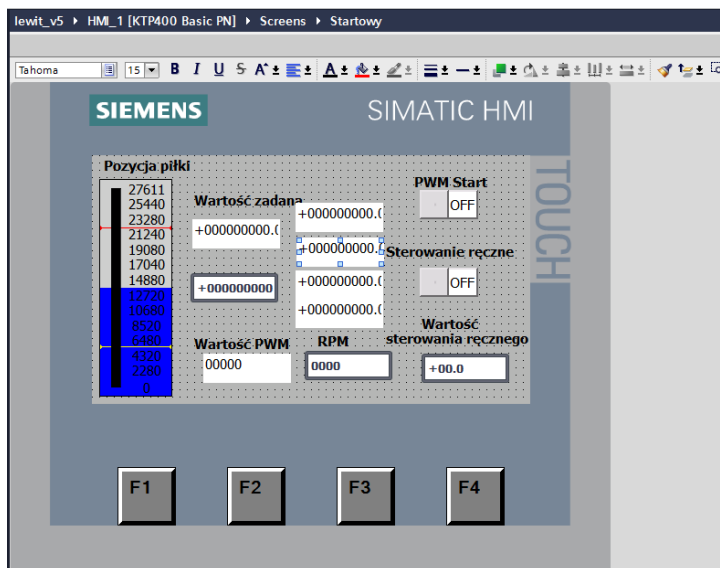 lewit_v5 ▸ HMI_1 [KTP400 Basic PN] ▸ Screens ▸ Startowy
Tahoma 15 B I U S A A
SIEMENS SIMATIC HMI
TOUCH
Pozycja piłki
27611
25440
23280
21240
19080
17040
14880
12720
10680
8520
6480
4320
2280
0
Wartość zadana
+000000000.(
+000000000
+000000000.(
+000000000.(
+000000000.(
+000000000.(
PWM Start
OFF
Sterowanie ręczne
OFF
Wartość PWM
00000
RPM
0000
Wartość
sterowania ręcznego
+00.0
F1 F2 F3 F4